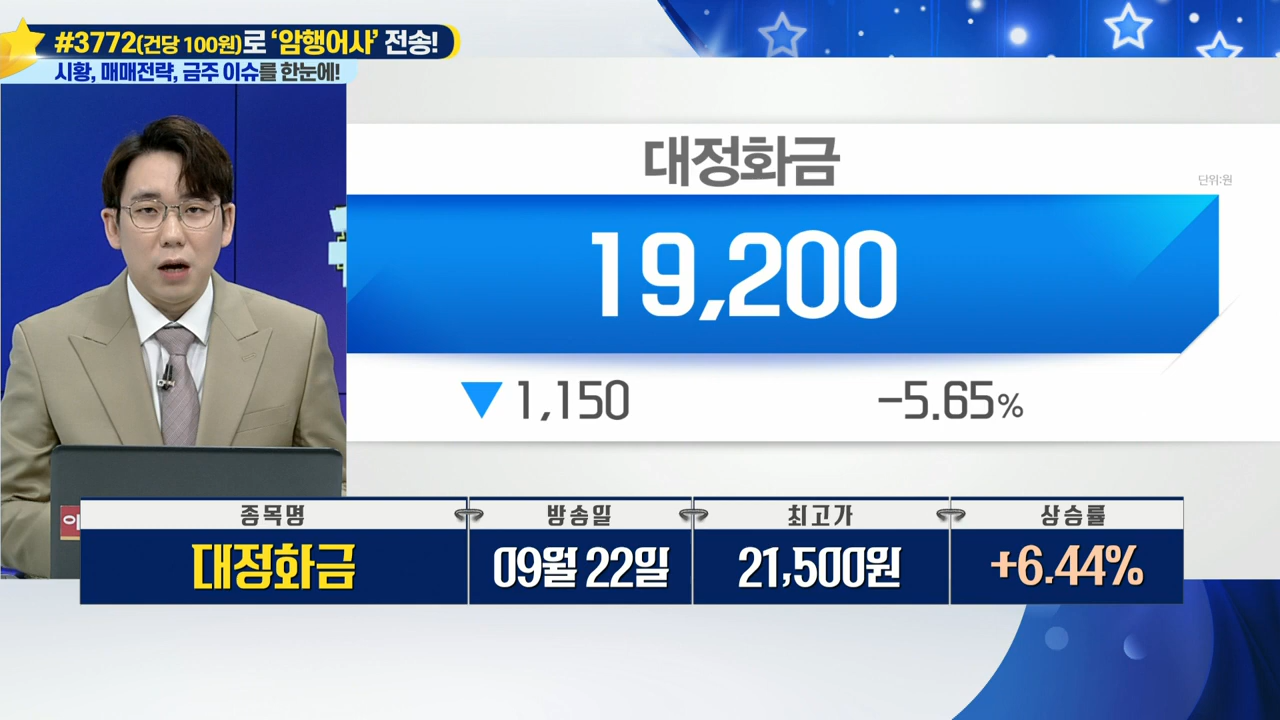 #3772(건당 100원)로 '암행어사' 전송!
시황, 매매전략, 금주 이슈를 한눈에!
대정화금
단위:원
19,200
▼ 1,150 -5.65%
종목명 방송일 최고가 상승률
대정화금 09월 22일 21,500원 +6.44%